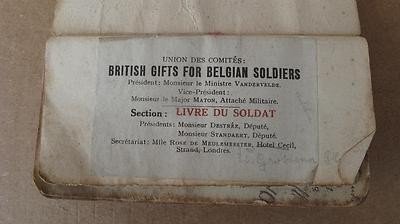 UNION DES COMITÉS:
BRITISH GIFTS FOR BELGIAN SOLDIERS
Président: Monsieur le Ministre VANDERVELDE.
Vice-Président:
Monsieur le Major MATON, Attaché Militaire.
Section: LIVRE DU SOLDAT
Présidents: Monsieur DESTRÉE, Député,
Monsieur STANDAERT, Député.
Secrétariat: Mlle ROSE DE MEULEMEESTER, Hotel Cecil,
Strand, Londres.